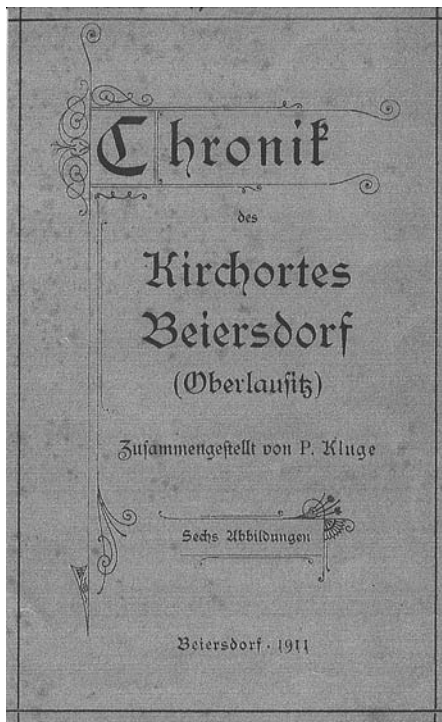 Chronik
des
Kirchortes
Beiersdorf
(Oberlausitz)
Zusammengestellt von P. Kluge
Sechs Abbildungen
Beiersdorf · 1911